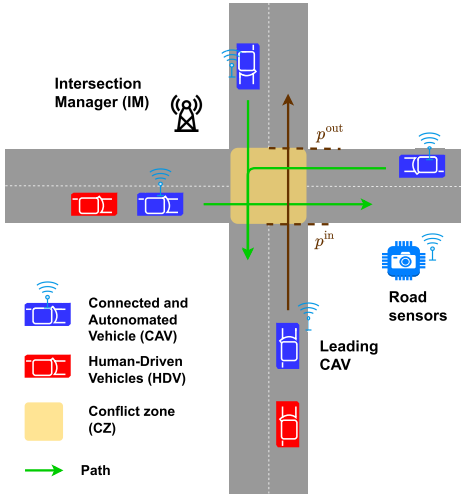 Intersection
Manager (IM)
p^out
p^in
Road
sensors
Leading
CAV
Connected and
Autonomated
Vehicle (CAV)
Human-Driven
Vehicles (HDV)
Conflict zone
(CZ)
Path